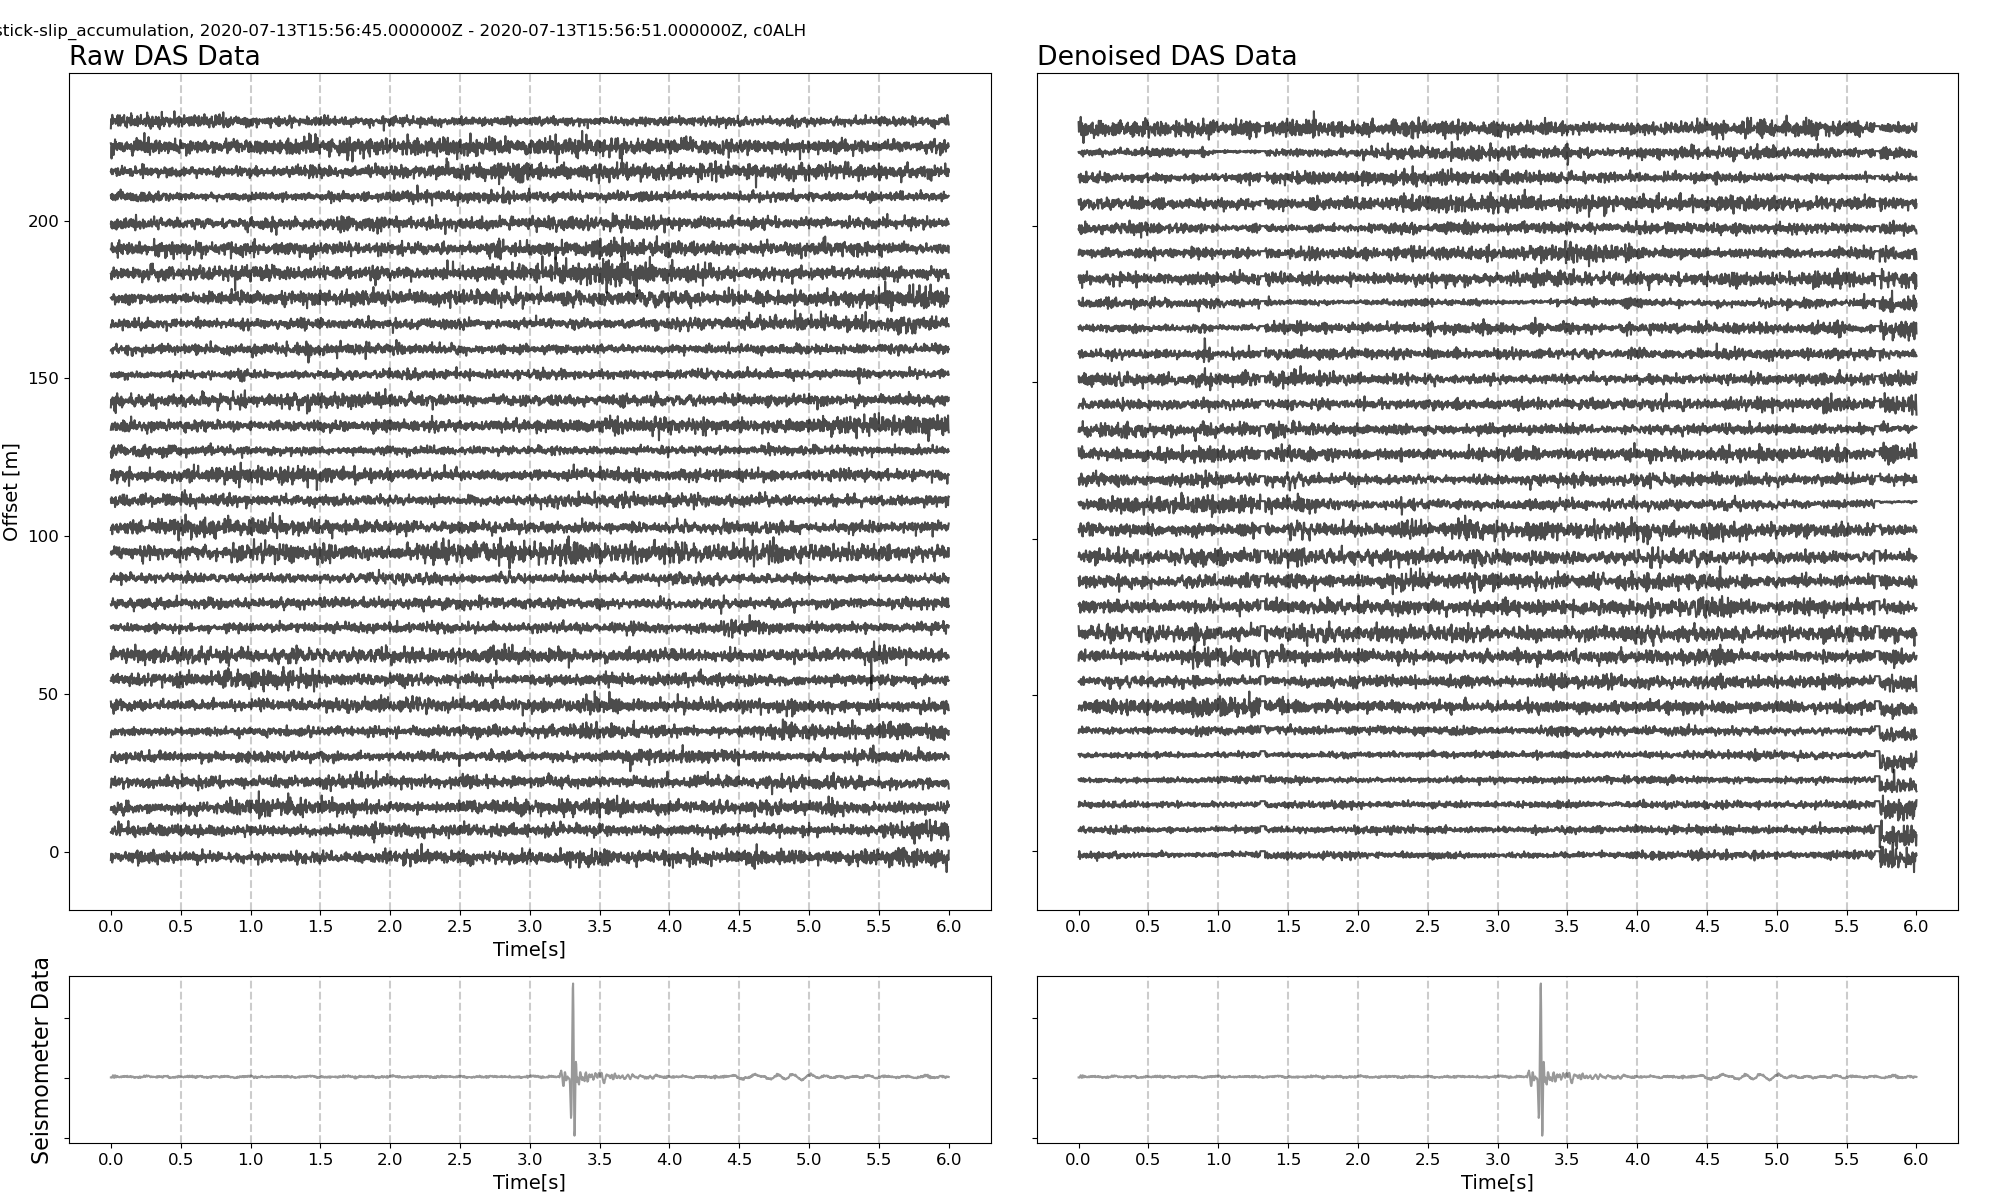 stick-slip_accumulation, 2020-07-13T15:56:45.000000Z - 2020-07-13T15:56:51.000000Z, c0ALH
Raw DAS Data
Denoised DAS Data
200
150
100
50
0
Offset [m]
0.0 0.5 1.0 1.5 2.0 2.5 3.0 3.5 4.0 4.5 5.0 5.5 6.0
Time[s]
0.0 0.5 1.0 1.5 2.0 2.5 3.0 3.5 4.0 4.5 5.0 5.5 6.0
Seismometer Data
0.0 0.5 1.0 1.5 2.0 2.5 3.0 3.5 4.0 4.5 5.0 5.5 6.0
Time[s]
0.0 0.5 1.0 1.5 2.0 2.5 3.0 3.5 4.0 4.5 5.0 5.5 6.0
Time[s]